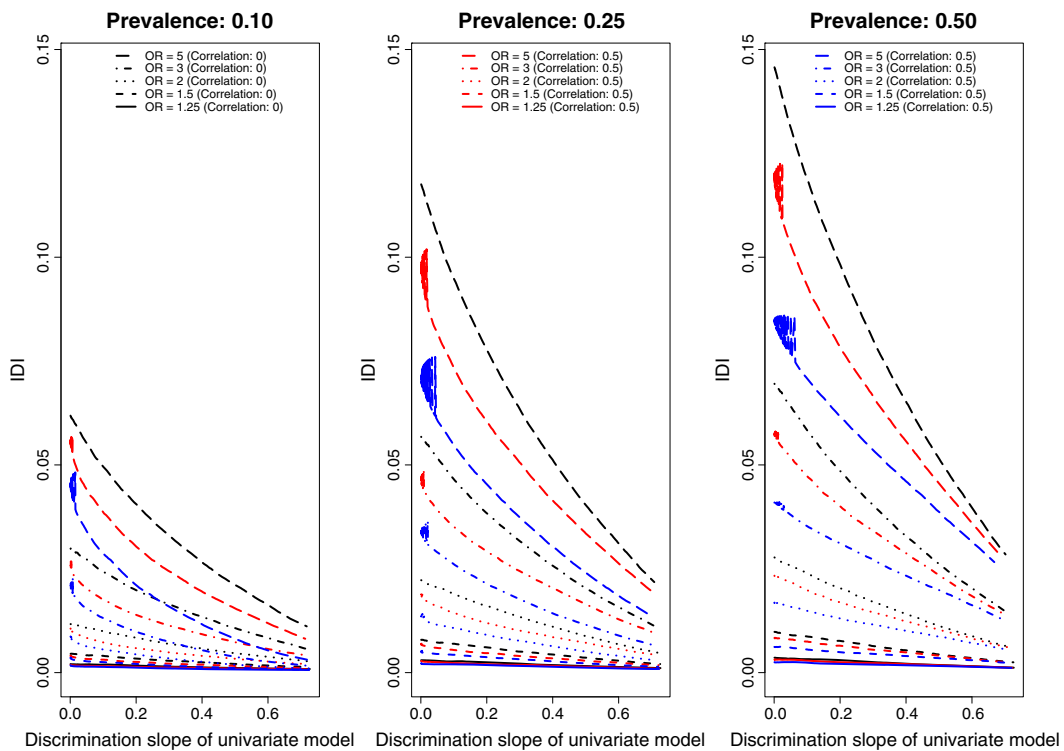 Prevalence: 0.10
0.15
0.10
0.05
0.00
IDI
OR = 5 (Correlation: 0)
OR = 3 (Correlation: 0)
OR = 2 (Correlation: 0)
OR = 1.5 (Correlation: 0)
OR = 1.25 (Correlation: 0)
0.0 0.2 0.4 0.6
Discrimination slope of univariate model
Prevalence: 0.25
0.15
0.10
0.05
0.00
IDI
OR = 5 (Correlation: 0.5)
OR = 3 (Correlation: 0.5)
OR = 2 (Correlation: 0.5)
OR = 1.5 (Correlation: 0.5)
OR = 1.25 (Correlation: 0.5)
0.0 0.2 0.4 0.6
Discrimination slope of univariate model
Prevalence: 0.50
0.15
0.10
0.05
0.00
IDI
OR = 5 (Correlation: 0.5)
OR = 3 (Correlation: 0.5)
OR = 2 (Correlation: 0.5)
OR = 1.5 (Correlation: 0.5)
OR = 1.25 (Correlation: 0.5)
0.0 0.2 0.4 0.6
Discrimination slope of univariate model